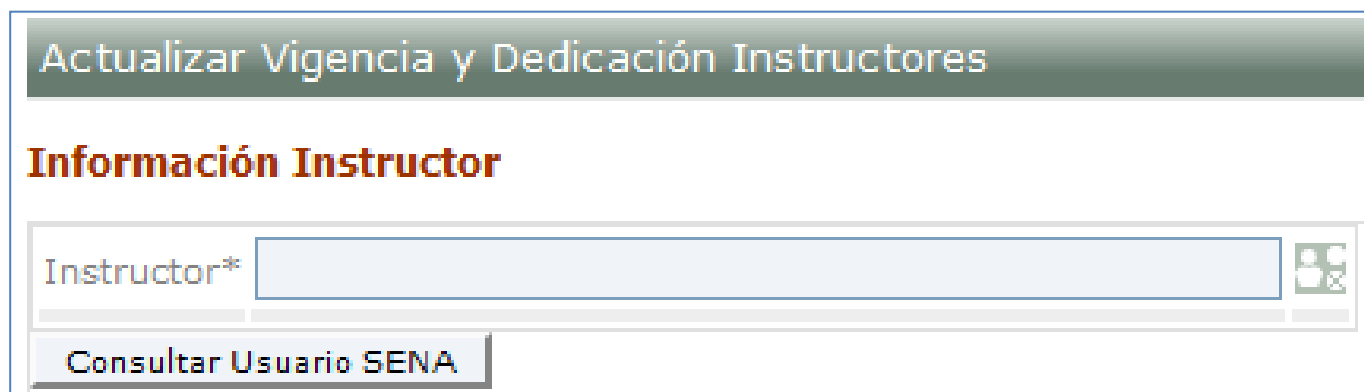 Actualizar Vigencia y Dedicación Instructores
Información Instructor
Instructor*
Consultar Usuario SENA